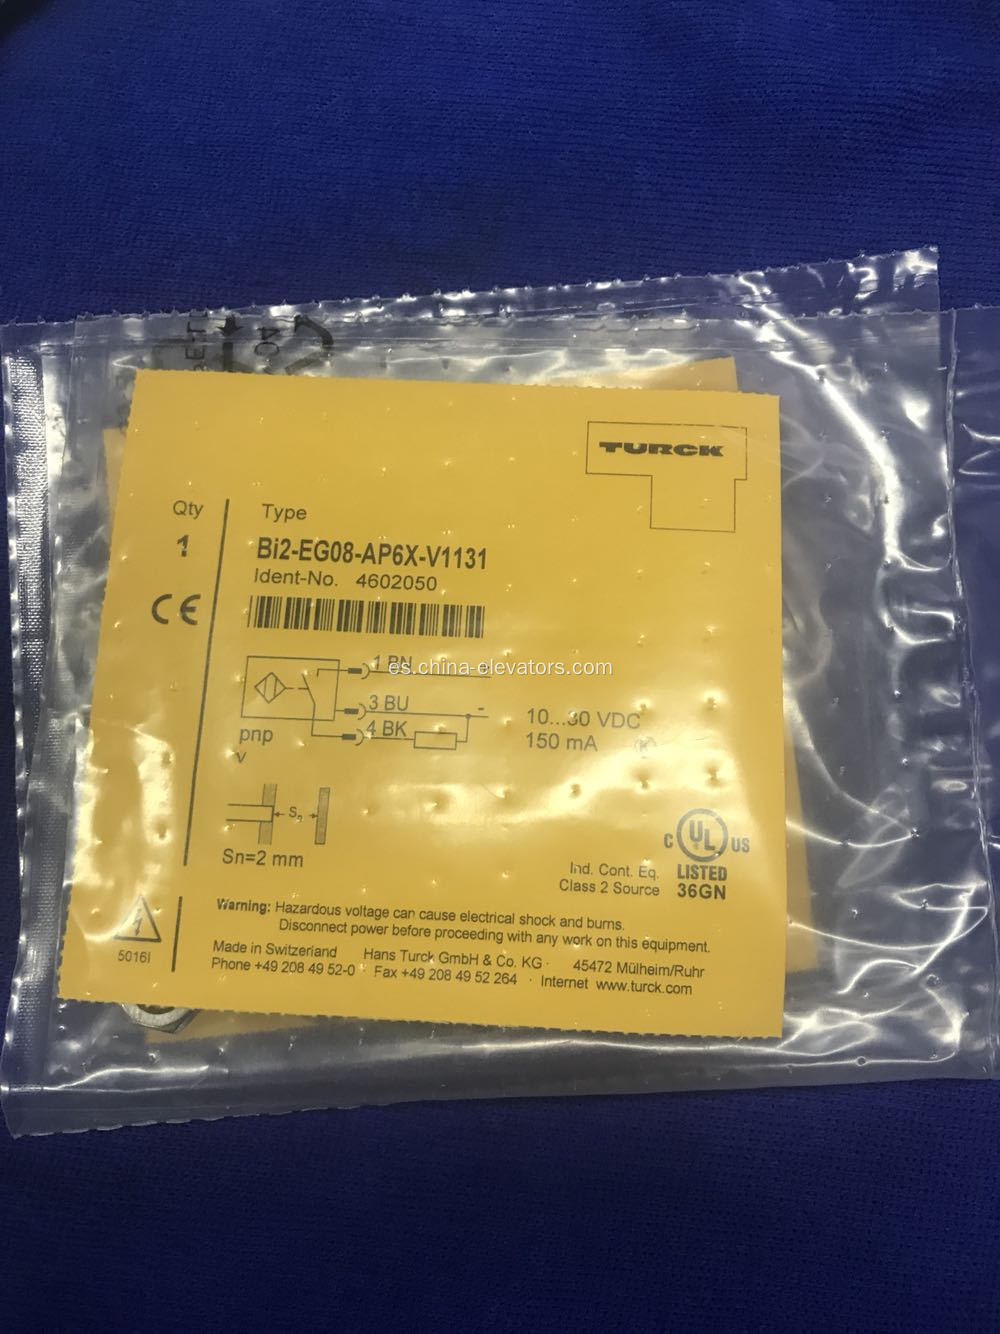 TURCK
Qty
Type
1
Bi2-EG08-AP6X-V1131
Ident-No. 4602050
CE
1 BN
es.china-elevators.com
3 BU
-
4 BK
pnp
10...30 VDC
150 mA
Sn
Sn=2 mm
C UL US
LISTED
36GN
Ind. Cont. Eq.
Class 2 Source
Warning: Hazardous voltage can cause electrical shock and burns.
Disconnect power before proceeding with any work on this equipment.
5016I
Made in Switzerland Hans Turck GmbH & Co. KG · 45472 Mülheim/Ruhr
Phone +49 208 49 52-0 · Fax +49 208 49 52 264 · Internet www.turck.com